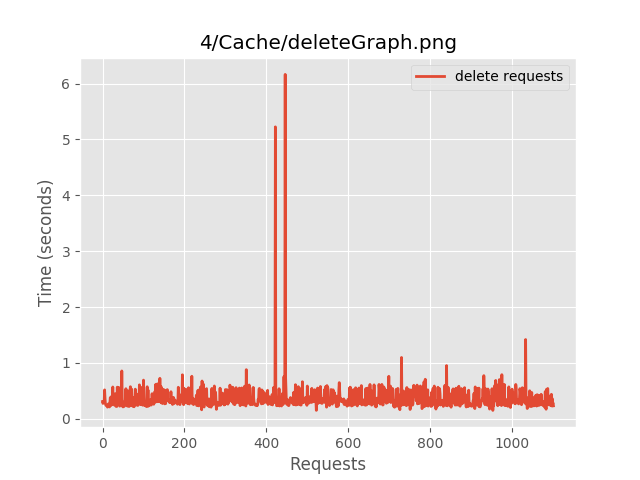 4/Cache/deleteGraph.png
delete requests
6
5
4
3
2
1
0
Time (seconds)
0 200 400 600 800 1000
Requests